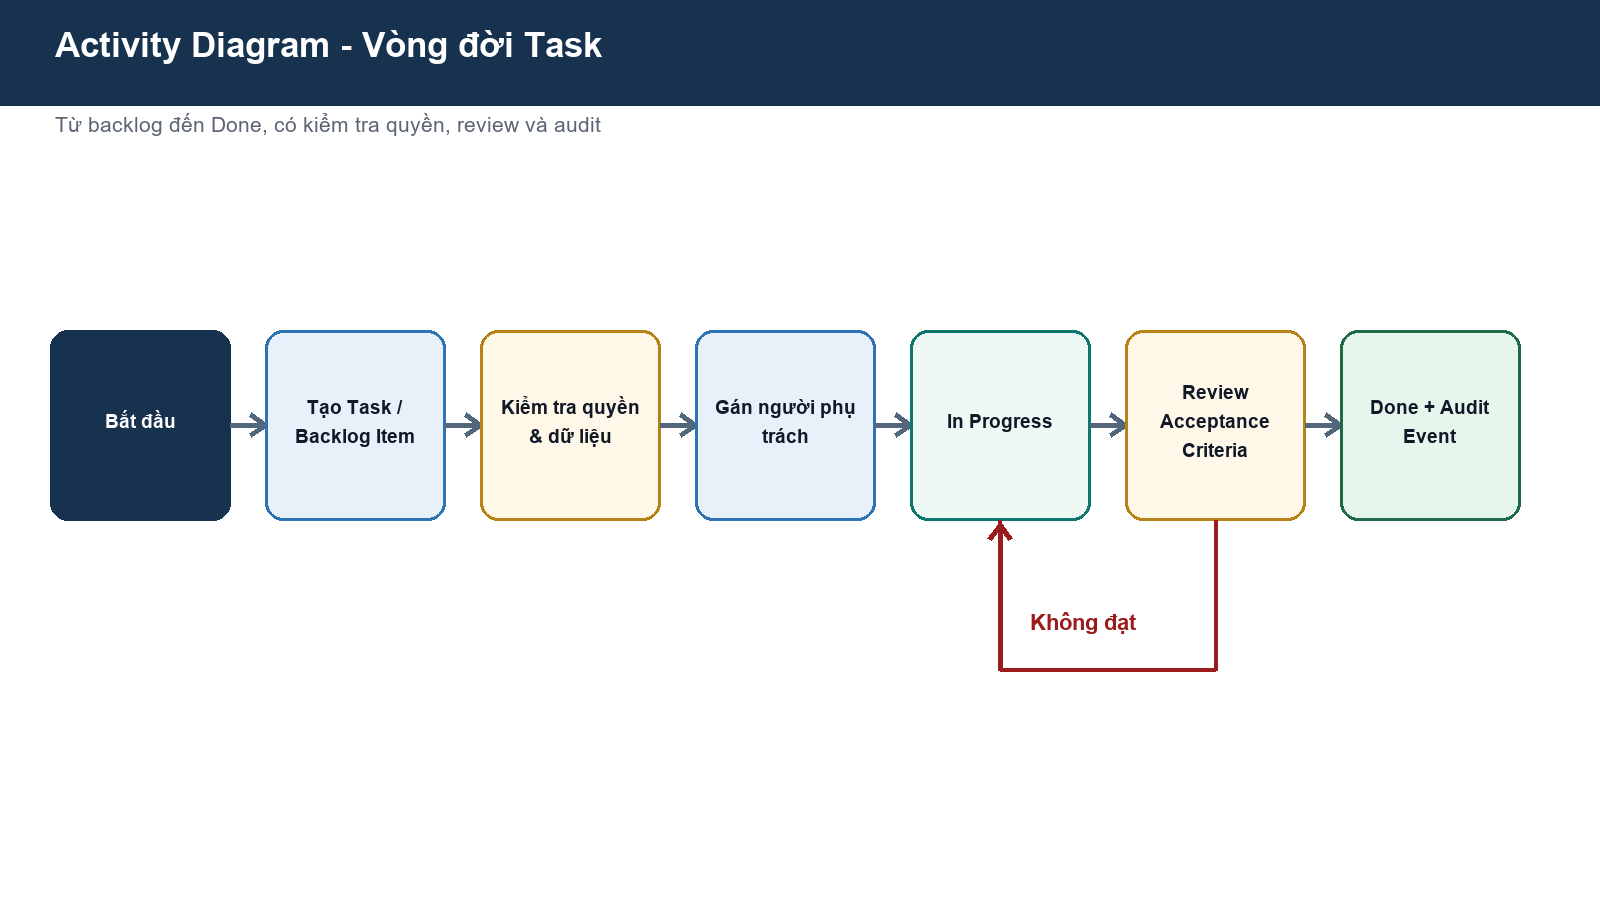 Activity Diagram - Vòng đời Task
Từ backlog đến Done, có kiểm tra quyền, review và audit
Bắt đầu
Tạo Task /
Backlog Item
Kiểm tra quyền
& dữ liệu
Gán người phụ
trách
In Progress
Review
Acceptance
Criteria
Done + Audit
Event
Không đạt